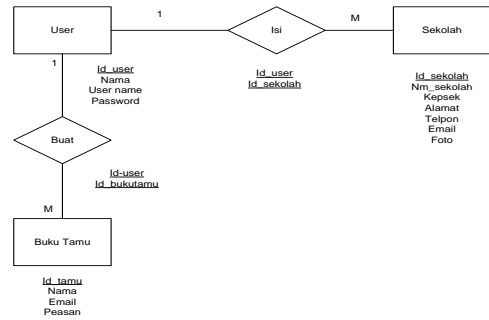 1
M
User
Isi
Sekolah
1
Id_user
Nama
User name
Password
Id_user
Id_sekolah
Id_sekolah
Nm_sekolah
Kepsek
Alamat
Telpon
Email
Foto
Buat
Id-user
Id_bukutamu
M
Buku Tamu
Id_tamu
Nama
Email
Peasan